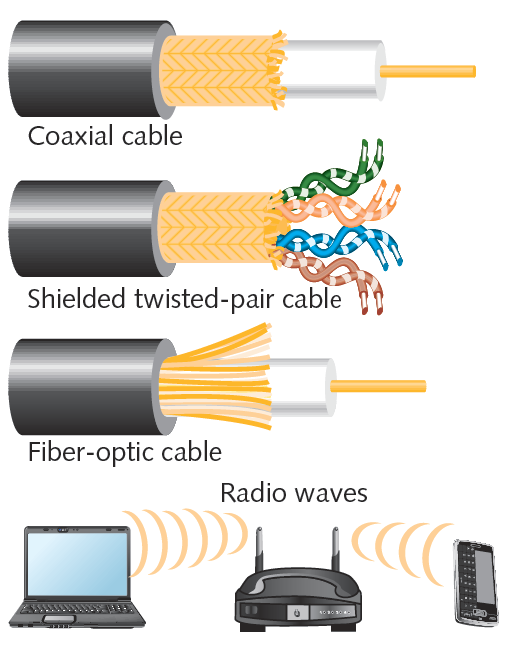 Coaxial cable
Shielded twisted-pair cable
Fiber-optic cable
Radio waves